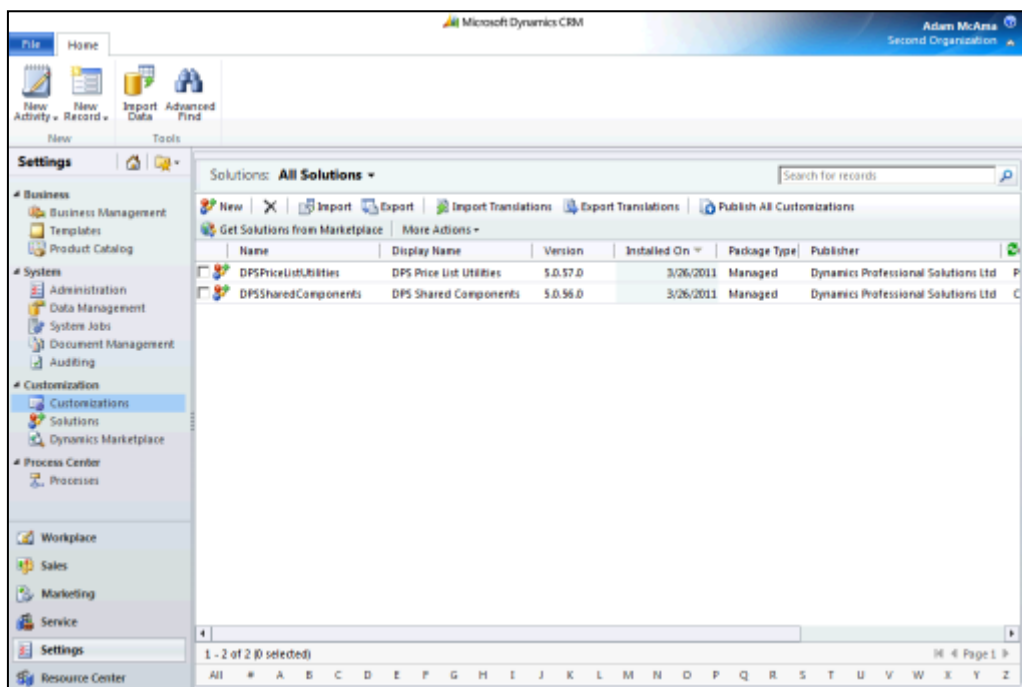 Microsoft Dynamics CRM
Adam McAma
Second Organization
File Home
New Activity New Record Import Data Advanced Find
New Tools
Settings
Business
Business Management
Templates
Product Catalog
System
Administration
Data Management
System Jobs
Document Management
Auditing
Customization
Customizations
Solutions
Dynamics Marketplace
Process Center
Processes
Workplace
Sales
Marketing
Service
Settings
Resource Center
Solutions: All Solutions Search for records
New Import Export Import Translations Export Translations Publish All Customizations
Get Solutions from Marketplace More Actions
Name Display Name Version Installed On Package Type Publisher
DPSPriceListUtilities DPS Price List Utilities 5.0.57.0 3/26/2011 Managed Dynamics Professional Solutions Ltd P
DPSSharedComponents DPS Shared Components 5.0.56.0 3/26/2011 Managed Dynamics Professional Solutions Ltd C
1 - 2 of 2 (0 selected) Page 1
All # A B C D E F G H I J K L M N O P Q R S T U V W X Y Z